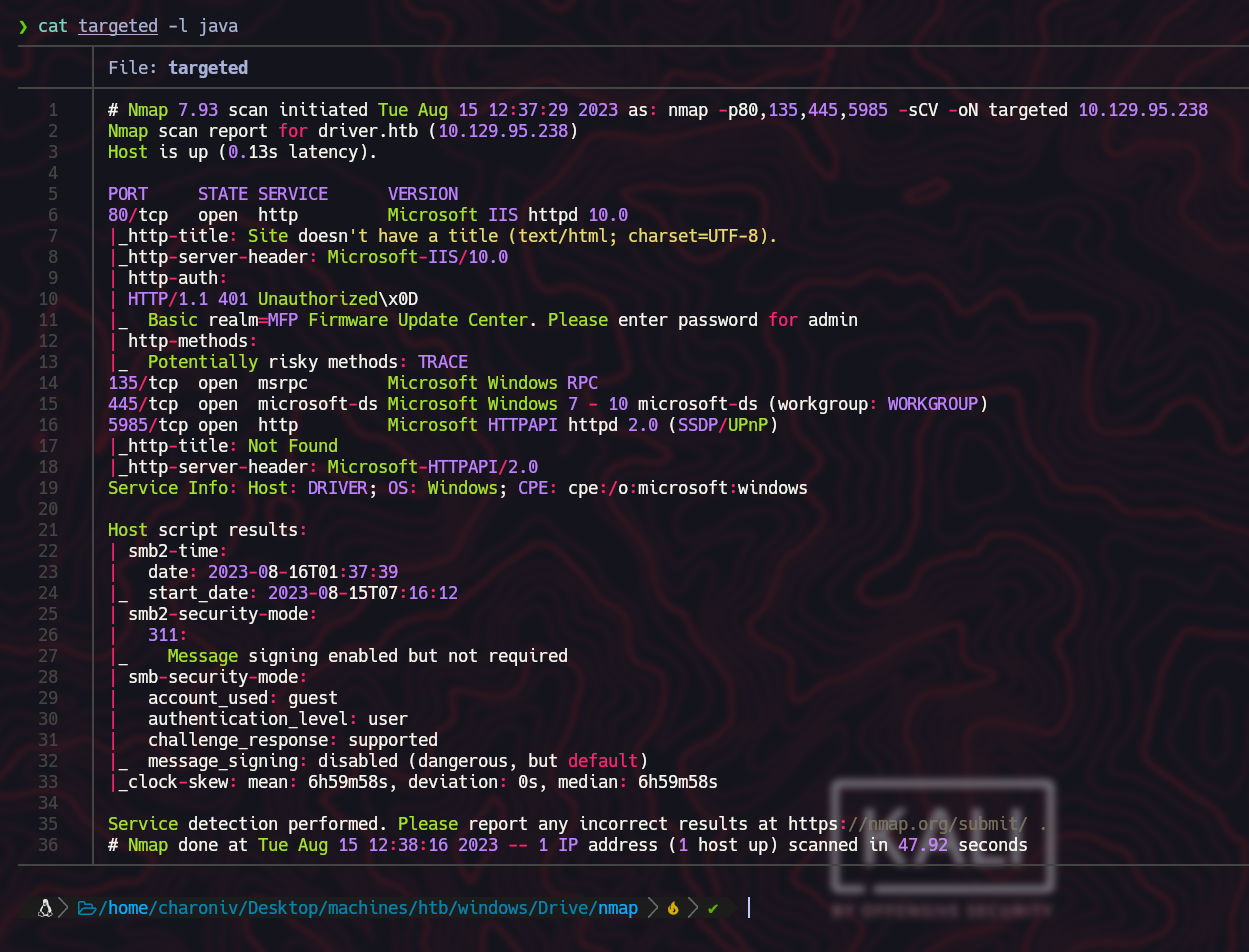 ❯ cat targeted -l java
File: targeted
1 # Nmap 7.93 scan initiated Tue Aug 15 12:37:29 2023 as: nmap -p80,135,445,5985 -sCV -oN targeted 10.129.95.238
2 Nmap scan report for driver.htb (10.129.95.238)
3 Host is up (0.13s latency).
4
5 PORT     STATE SERVICE      VERSION
6 80/tcp   open  http         Microsoft IIS httpd 10.0
7 |_http-title: Site doesn't have a title (text/html; charset=UTF-8).
8 |_http-server-header: Microsoft-IIS/10.0
9 | http-auth:
10 | HTTP/1.1 401 Unauthorized\x0D
11 |_  Basic realm=MFP Firmware Update Center. Please enter password for admin
12 | http-methods:
13 |_  Potentially risky methods: TRACE
14 135/tcp  open  msrpc        Microsoft Windows RPC
15 445/tcp  open  microsoft-ds Microsoft Windows 7 - 10 microsoft-ds (workgroup: WORKGROUP)
16 5985/tcp open  http         Microsoft HTTPAPI httpd 2.0 (SSDP/UPnP)
17 |_http-title: Not Found
18 |_http-server-header: Microsoft-HTTPAPI/2.0
19 Service Info: Host: DRIVER; OS: Windows; CPE: cpe:/o:microsoft:windows
20
21 Host script results:
22 | smb2-time:
23 |   date: 2023-08-16T01:37:39
24 |_  start_date: 2023-08-15T07:16:12
25 | smb2-security-mode:
26 |   311:
27 |_    Message signing enabled but not required
28 | smb-security-mode:
29 |   account_used: guest
30 |   authentication_level: user
31 |   challenge_response: supported
32 |_  message_signing: disabled (dangerous, but default)
33 |_clock-skew: mean: 6h59m58s, deviation: 0s, median: 6h59m58s
34
35 Service detection performed. Please report any incorrect results at https://nmap.org/submit/ .
36 # Nmap done at Tue Aug 15 12:38:16 2023 -- 1 IP address (1 host up) scanned in 47.92 seconds
KALI
BY OFFENSIVE SECURITY
/home/charoniv/Desktop/machines/htb/windows/Drive/nmap